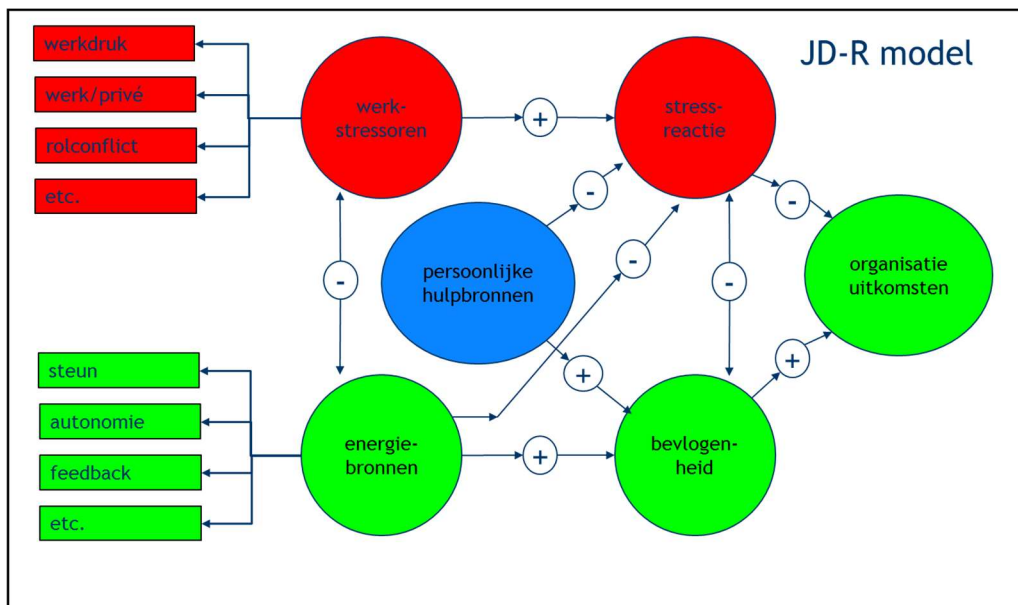 JD-R model
werkdruk
werk/privé
rolconflict
etc.
werk-
stressoren
+
stress-
reactie
-
-
-
-
-
persoonlijke
hulpbronnen
organisatie
uitkomsten
+
+
steun
autonomie
feedback
etc.
energie-
bronnen
+
bevlogen-
heid